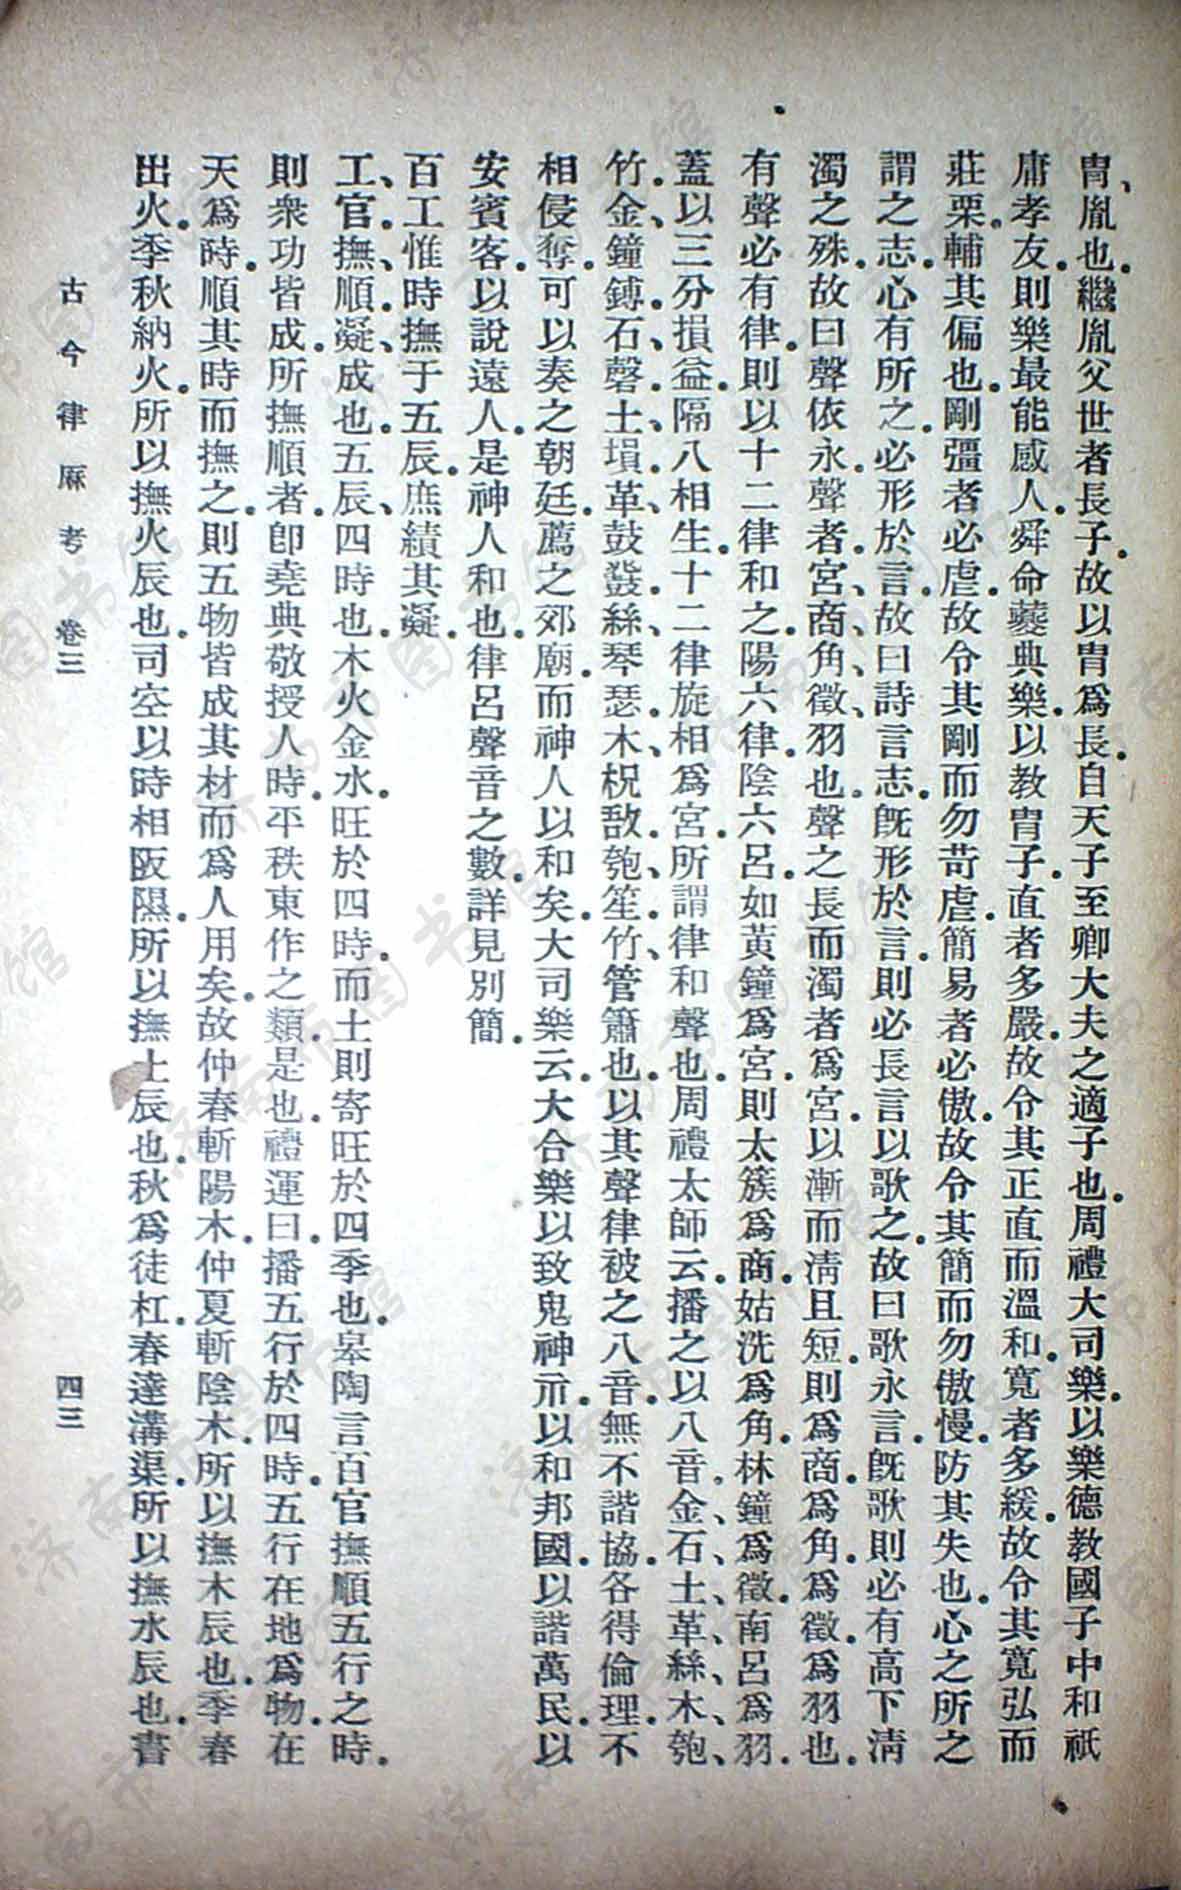 胄、胤也。繼胤父世者長子。故以胄爲長。自天子至卿大夫之適子也。周禮大司樂。以樂德教國子中和祇
庸孝友。則樂最能感人。舜命夔典樂。以教胄子。直者多嚴。故令其正直而溫和。寬者多緩。故令其寬弘而
莊栗。輔其偏也。剛彊者必虐。故令其剛而勿苛虐。簡易者必傲。故令其簡而勿傲慢。防其失也。心之所之
謂之志。心有所之。必形於言。故曰詩言志。旣形於言。則必長言以歌之。故曰歌永言。旣歌則必有高下淸
濁之殊。故曰聲依永。聲者。宮、商、角、徵、羽也。聲之長而濁者爲宮。以漸而淸且短。則爲商。爲角。爲徵。爲羽也。
有聲必有律。則以十二律和之。陽六律。陰六呂。如黃鐘爲宮。則太簇爲商。姑洗爲角。林鐘爲徵。南呂爲羽。
蓋以三分損益。隔八相生。十二律旋相爲宮。所謂律和聲也。周禮太師云。播之以八音。金、石、土、革、絲、木、匏、
竹。金、鐘鎛。石、磬。土、塤。革、鼓鼗。絲、琴瑟。木、柷敔。匏、笙。竹、管簫也。以其聲律被之八音。無不諧協。各得倫理。不
相侵奪。可以奏之朝廷。薦之郊廟。而神人以和矣。大司樂云。大合樂以致鬼神示。以和邦國。以諧萬民。以
安賓客。以說遠人。是神人和也。律呂聲音之數。詳見別簡。
百工惟時撫于五辰。庶績其凝。
工、官。撫、順。凝、成也。五辰、四時也。木火金水。旺於四時。而土則寄旺於四季也。皋陶言百官撫順五行之時。
則衆功皆成。所撫順者。卽堯典敬授人時。平秩東作之類是也。禮運曰。播五行於四時。五行在地爲物。在
天爲時。順其時而撫之。則五物皆成其材而爲人用矣。故仲春斬陽木。仲夏斬陰木。所以撫木辰也。季春
出火。季秋納火。所以撫火辰也。司空以時相阪隰。所以撫土辰也。秋爲徒杠。春達溝渠。所以撫水辰也。書
古今律厤考 卷三 四三